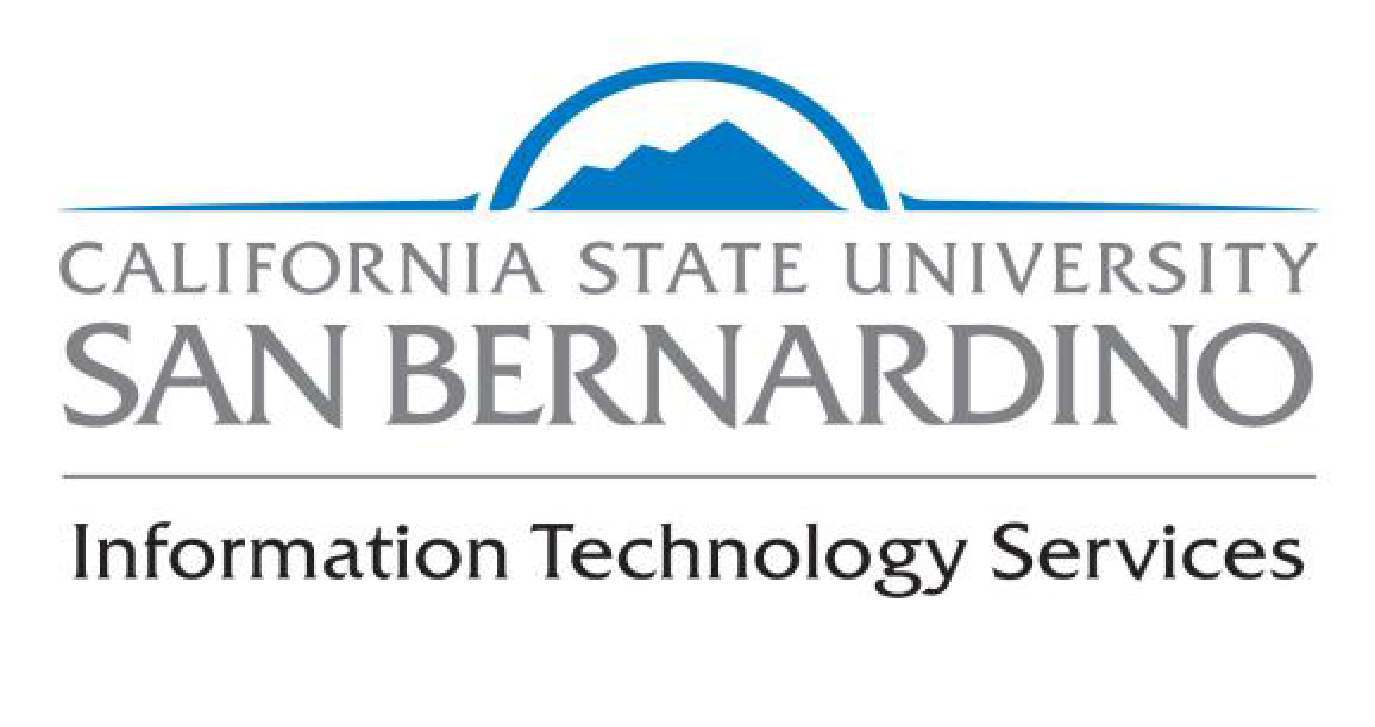 CALIFORNIA STATE UNIVERSITY
SAN BERNARDINO
Information Technology Services